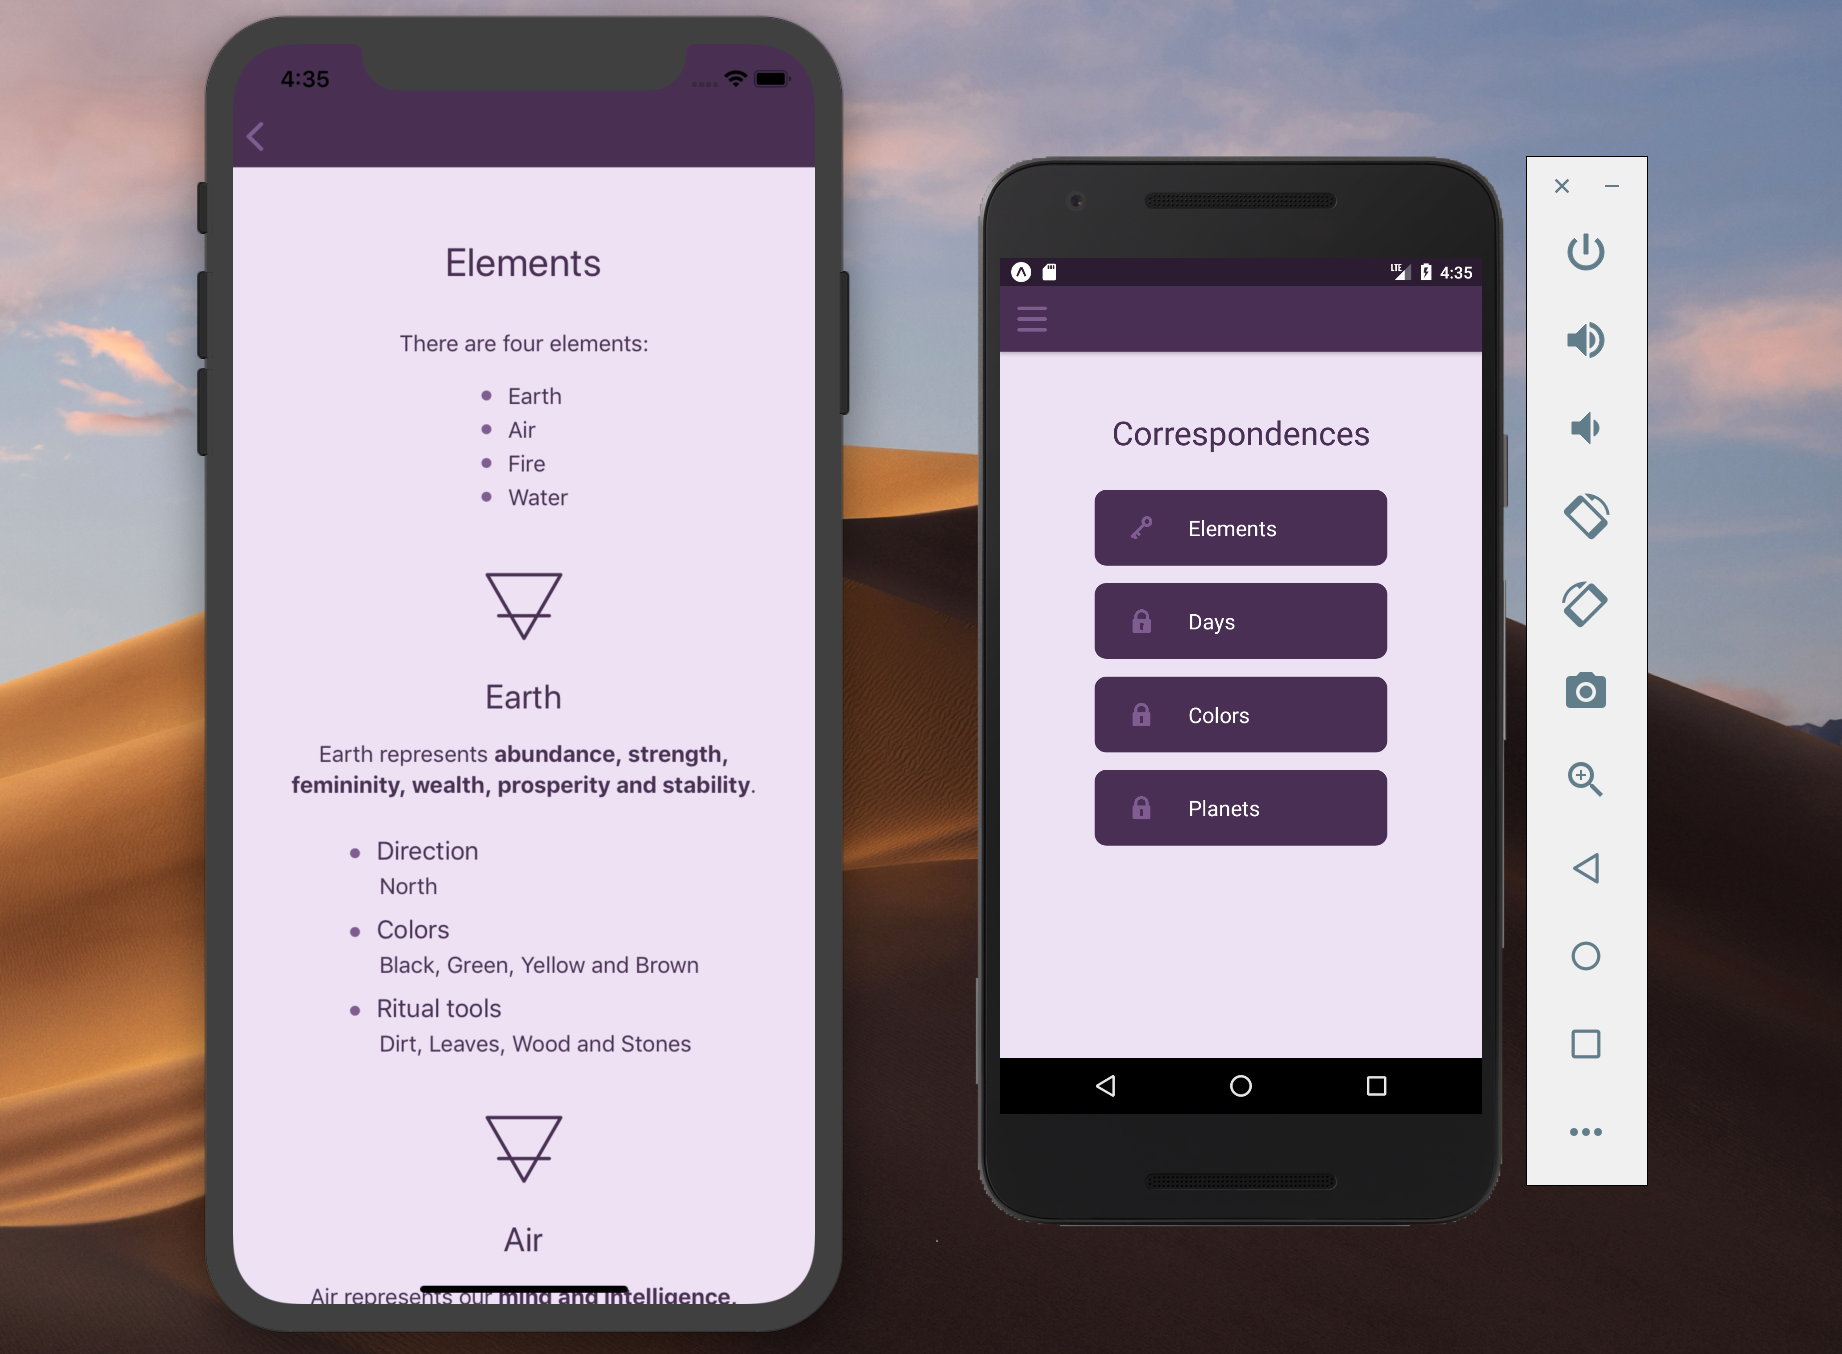 4:35
Elements
There are four elements:
Earth
Air
Fire
Water
Earth
Earth represents abundance, strength,
femininity, wealth, prosperity and stability.
Direction
North
Colors
Black, Green, Yellow and Brown
Ritual tools
Dirt, Leaves, Wood and Stones
Air
Air represents our mind and intelligence,
LTE
4:35
Correspondences
Elements
Days
Colors
Planets